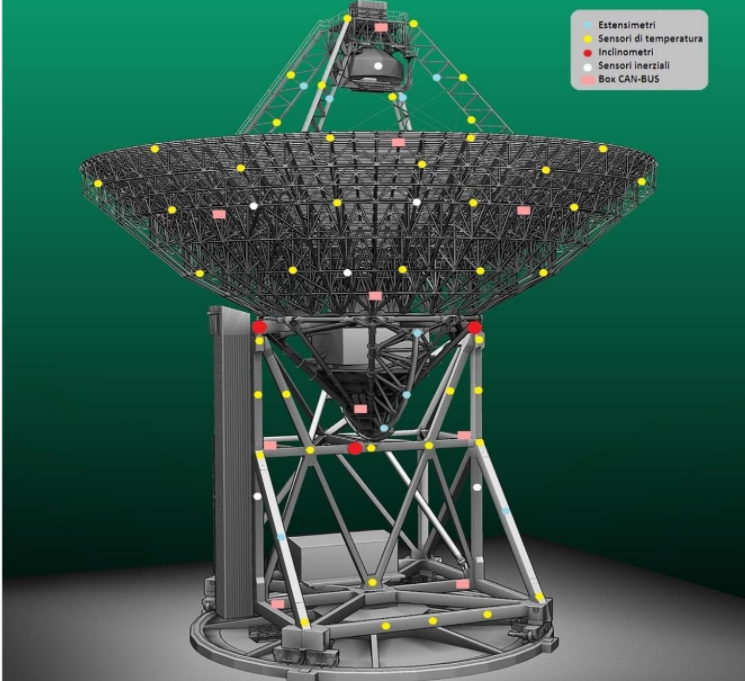 Estensimetri
Sensori di temperatura
Inclinometri
Sensori inerziali
Box CAN-BUS